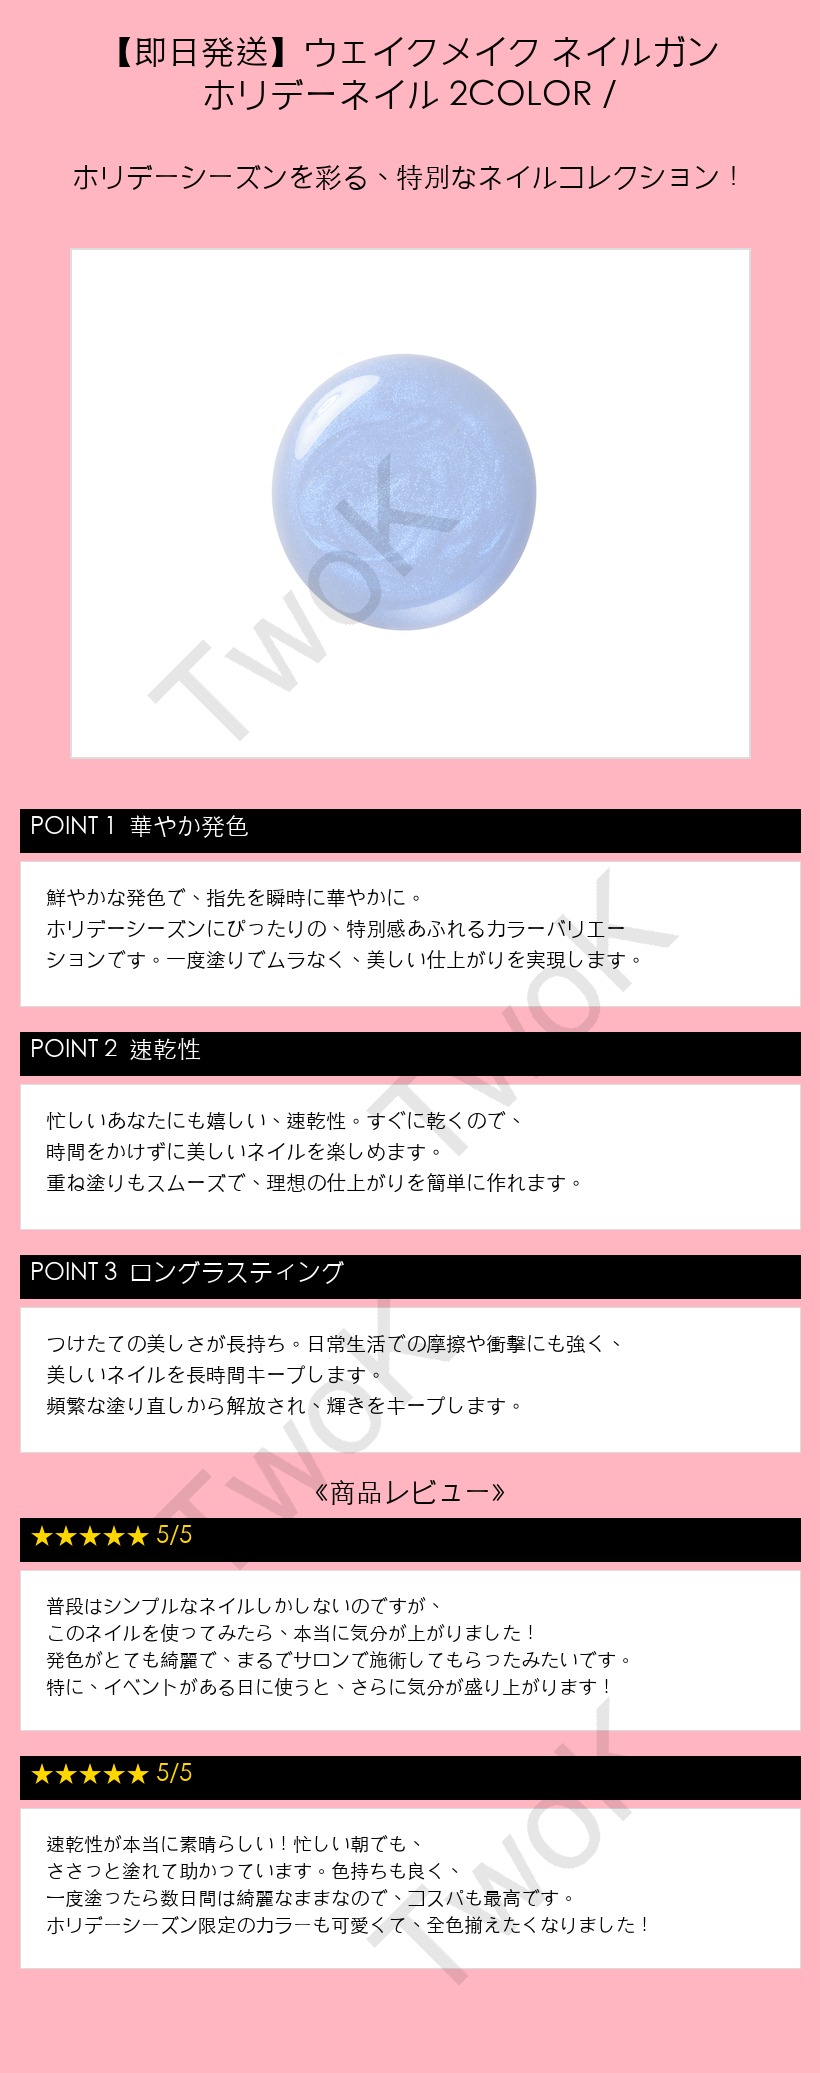 【即日発送】ウェイクメイク ネイルガン
ホリデーネイル 2COLOR /
ホリデーシーズンを彩る、特別なネイルコレクション！
TwoK
POINT 1 華やか発色
鮮やかな発色で、指先を瞬時に華やかに。
ホリデーシーズンにぴったりの、特別感あふれるカラーバリエー
ションです。一度塗りでムラなく、美しい仕上がりを実現します。
TwoK
POINT 2 速乾性
忙しいあなたにも嬉しい、速乾性。すぐに乾くので、
時間をかけずに美しいネイルを楽しめます。
重ね塗りもスムーズで、理想の仕上がりを簡単に作れます。
POINT 3 ロングラスティング
つけたての美しさが長持ち。日常生活での摩擦や衝撃にも強く、
美しいネイルを長時間キープします。
頻繁な塗り直しから解放され、輝きをキープします。
TwoK
《商品レビュー》
★★★★★ 5/5
普段はシンプルなネイルしかしないのですが、
このネイルを使ってみたら、本当に気分が上がりました！
発色がとても綺麗で、まるでサロンで施術してもらったみたいです。
特に、イベントがある日に使うと、さらに気分が盛り上がります！
★★★★★ 5/5
速乾性が本当に素晴らしい！忙しい朝でも、
ささっと塗れて助かっています。色持ちも良く、
一度塗ったら数日間は綺麗なままなので、コスパも最高です。
ホリデーシーズン限定のカラーも可愛くて、全色揃えたくなりました！
TwoK